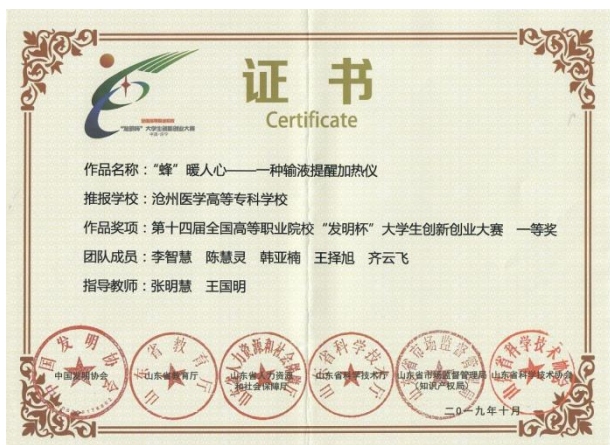 证 书
Certificate
"发明杯"大学生创新创业大赛
作品名称:"蜂"暖人心——一种输液提醒加热仪
推报学校:沧州医学高等专科学校
作品奖项:第十四届全国高等职业院校"发明杯"大学生创新创业大赛 一等奖
团队成员:李智慧 陈慧灵 韩亚楠 王择旭 齐云飞
指导教师:张明慧 王国明
中国发明协会
山东省教育厅
山东省人力资源和社会保障厅
山东省科学技术厅
山东省市场监督管理局
(知识产权局)
山东省科学技术协会
二0一九年十月